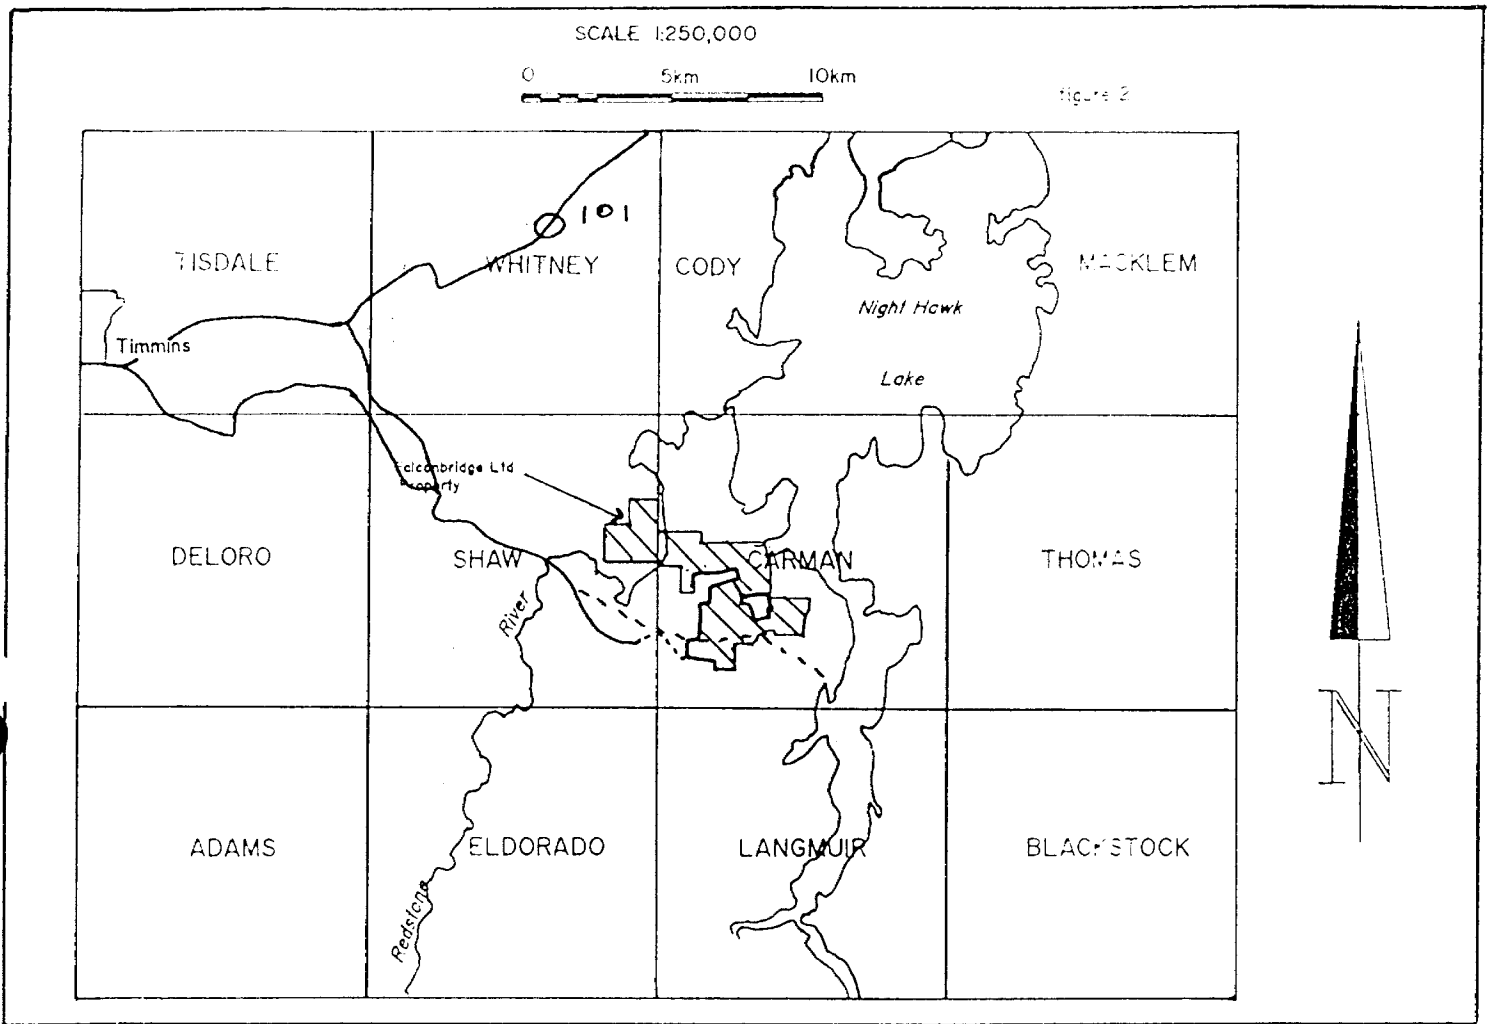 SCALE 1:250,000
0 5km 10km
figure 2
101
TISDALE WHITNEY CODY MACKLEM
Night Hawk
Timmins
Lake
Falconbridge Ltd
Property
DELORO SHAW CARMAN THOMAS
River
ADAMS ELDORADO LANGMUIR BLACKSTOCK
Redstone
N